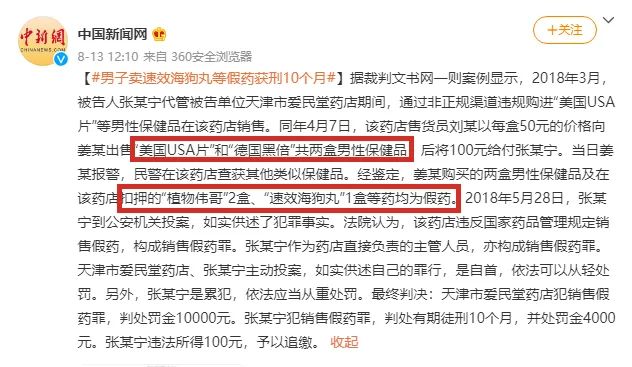 中新網
CHINANEWS.COM
中国新闻网
8-13 12:10 来自 360安全浏览器
+关注
【#男子卖速效海狗丸等假药获刑10个月#】据裁判文书网一则案例显示，2018年3月，
被告人张某宁代管被告单位天津市爱民堂药店期间，通过非正规渠道违规购进“美国USA
片”等男性保健品在该药店销售。同年4月7日，该药店售货员刘某以每盒50元的价格向
姜某出售“美国USA片”和“德国黑倍”共两盒男性保健品，后将100元给付张某宁。当日姜
某报警，民警在该药店查获其他类似保健品。经鉴定，姜某购买的两盒男性保健品及在
该药店扣押的“植物伟哥”2盒、“速效海狗丸”1盒等药均为假药。2018年5月28日，张某
宁到公安机关投案，如实供述了犯罪事实。法院认为，该药店违反国家药品管理规定销
售假药，构成销售假药罪。张某宁作为药店直接负责的主管人员，亦构成销售假药罪。
天津市爱民堂药店、张某宁主动投案，如实供述自己的罪行，是自首，依法可以从轻处
罚。另外，张某宁是累犯，依法应当从重处罚。最终判决：天津市爱民堂药店犯销售假
药罪，判处罚金10000元。张某宁犯销售假药罪，判处有期徒刑10个月，并处罚金4000
元。张某宁违法所得100元，予以追缴。 收起